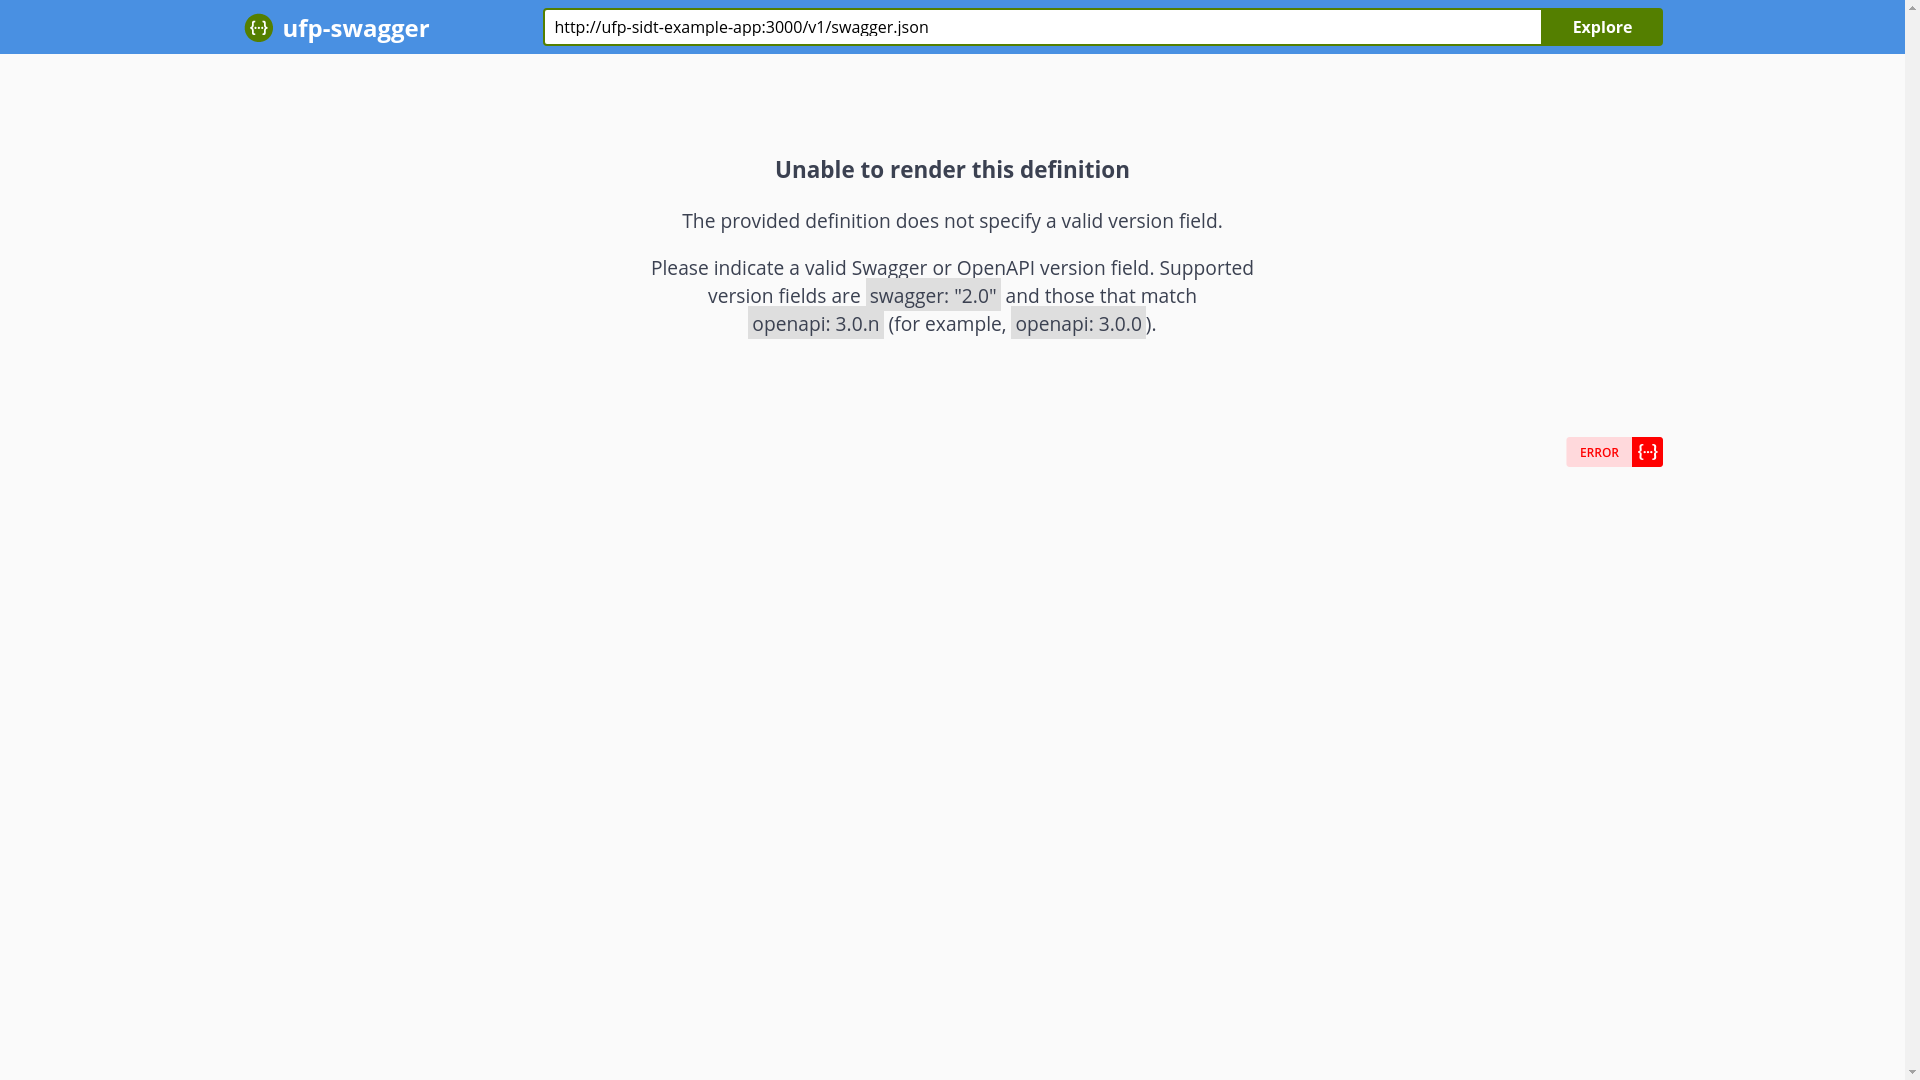 {···} ufp-swagger
http://ufp-sidt-example-app:3000/v1/swagger.json
Explore
Unable to render this definition
The provided definition does not specify a valid version field.
Please indicate a valid Swagger or OpenAPI version field. Supported
version fields are swagger: "2.0" and those that match
openapi: 3.0.n (for example, openapi: 3.0.0).
ERROR {···}